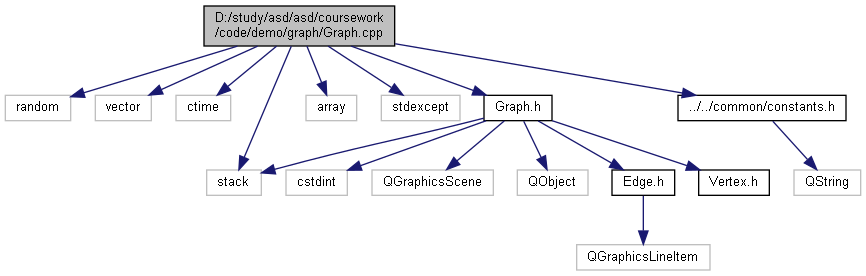 D:/study/asd/asd/coursework
/code/demo/graph/Graph.cpp
random
vector
ctime
array
stdexcept
Graph.h
../../common/constants.h
stack
cstdint
QGraphicsScene
QObject
Edge.h
Vertex.h
QString
QGraphicsLineItem